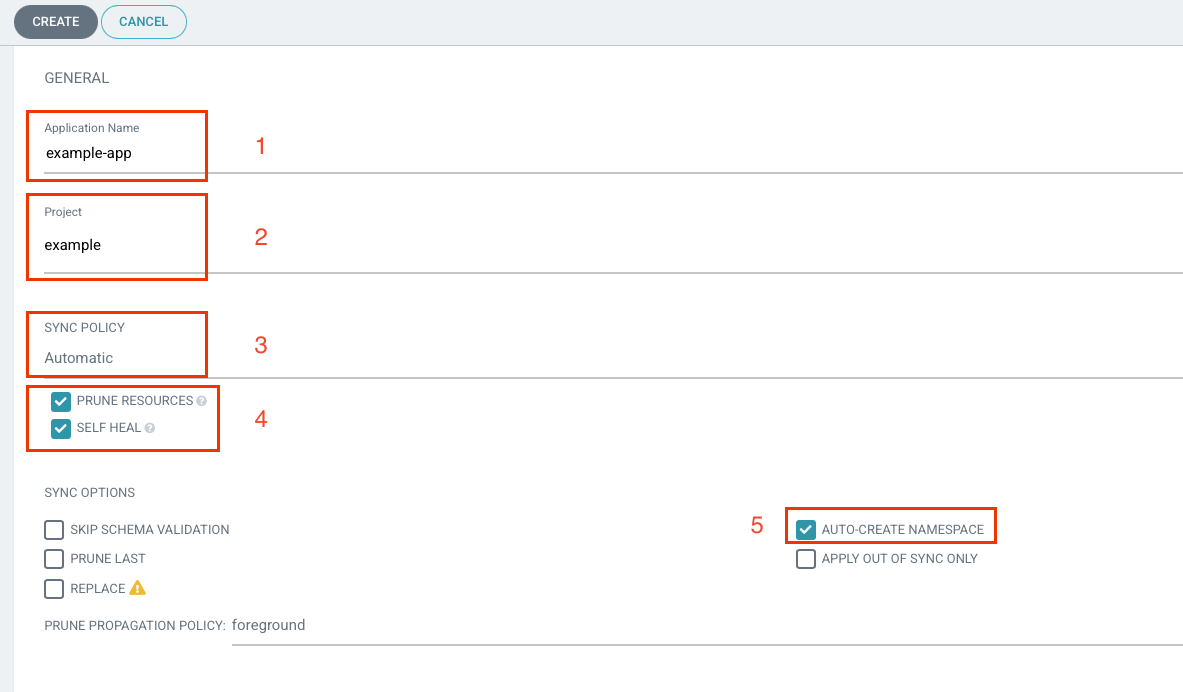 CREATE CANCEL
GENERAL
Application Name
example-app
1
Project
example
2
SYNC POLICY
Automatic
3
PRUNE RESOURCES ?
SELF HEAL ?
4
SYNC OPTIONS
SKIP SCHEMA VALIDATION
5 AUTO-CREATE NAMESPACE
PRUNE LAST
APPLY OUT OF SYNC ONLY
REPLACE
PRUNE PROPAGATION POLICY: foreground